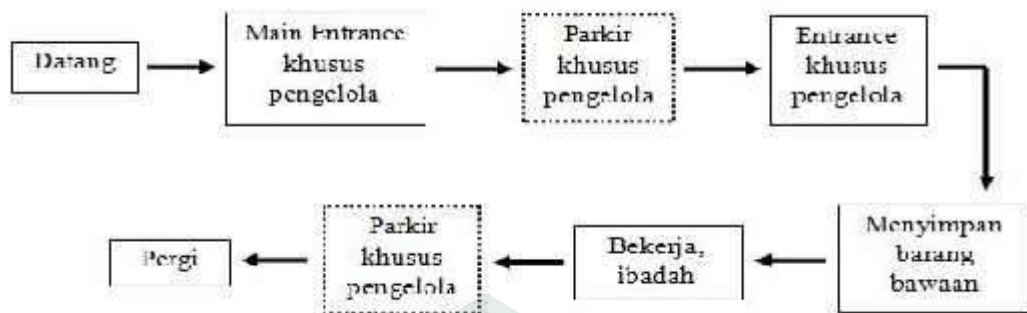 Datang
Main Entrance
khusus
pengelola
Parkir
khusus
pengelola
Entrance
khusus
pengelola
Menyimpan
barang
bawaan
Bekerja,
ibadah
Parkir
khusus
pengelola
Pergi